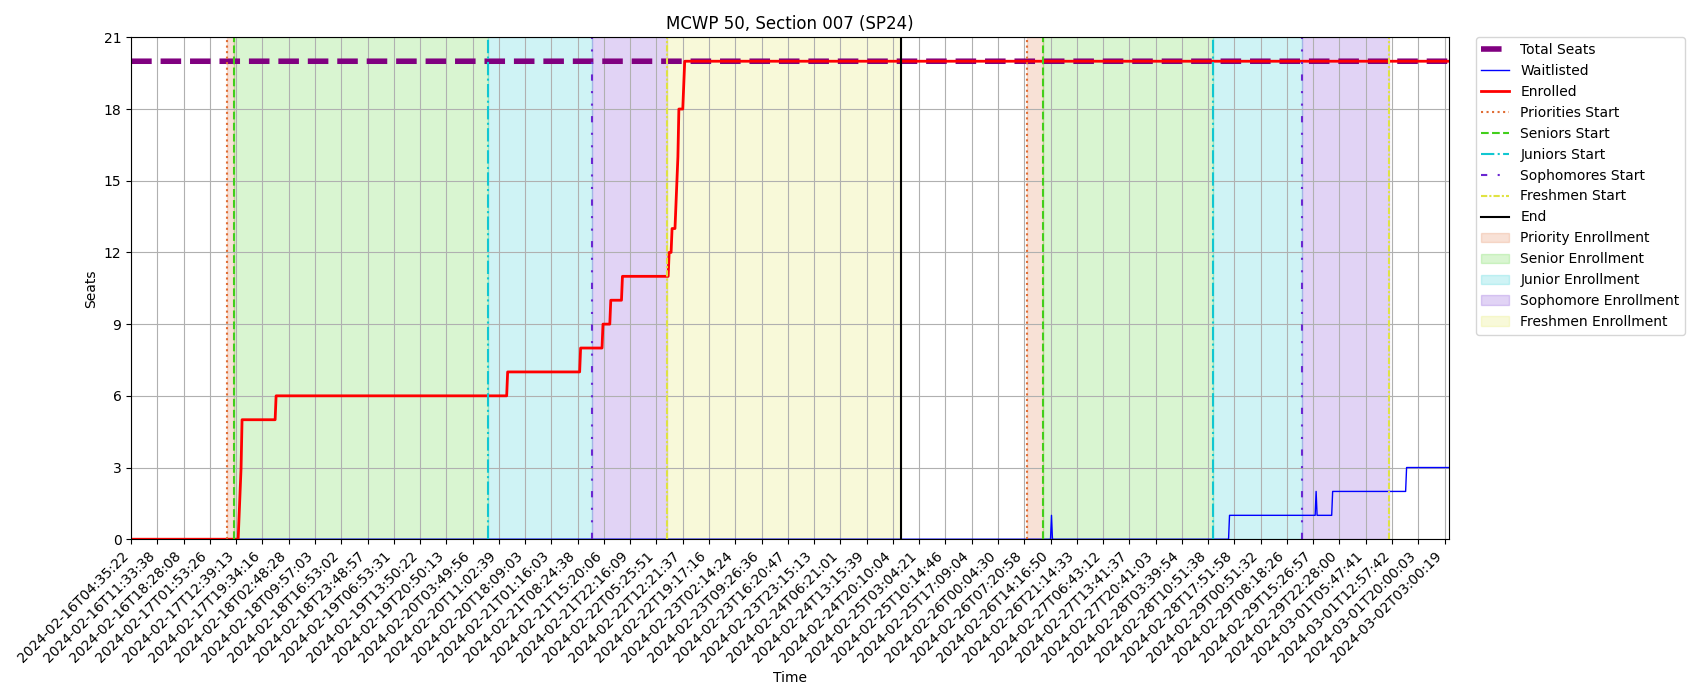 MCWP 50, Section 007 (SP24)
21
18
15
12
9
6
3
0
Seats
2024-02-16T04:35:22
2024-02-16T11:33:38
2024-02-16T18:28:08
2024-02-17T01:53:26
2024-02-17T12:39:13
2024-02-17T19:34:16
2024-02-18T02:48:28
2024-02-18T09:57:03
2024-02-18T16:53:02
2024-02-18T23:48:57
2024-02-19T06:53:31
2024-02-19T13:50:22
2024-02-19T20:50:13
2024-02-20T03:49:56
2024-02-20T11:02:39
2024-02-20T18:09:03
2024-02-21T01:16:03
2024-02-21T08:24:38
2024-02-21T15:20:06
2024-02-21T22:16:09
2024-02-22T05:25:51
2024-02-22T12:21:37
2024-02-22T19:17:16
2024-02-23T02:14:24
2024-02-23T09:26:36
2024-02-23T16:20:47
2024-02-23T23:15:13
2024-02-24T06:21:01
2024-02-24T13:15:39
2024-02-24T20:10:04
2024-02-25T03:04:21
2024-02-25T10:14:46
2024-02-25T17:09:04
2024-02-26T00:04:30
2024-02-26T07:20:58
2024-02-26T14:16:50
2024-02-26T21:14:33
2024-02-27T06:43:12
2024-02-27T13:41:37
2024-02-27T20:41:03
2024-02-28T03:39:54
2024-02-28T10:51:38
2024-02-28T17:51:58
2024-02-29T00:51:32
2024-02-29T08:18:26
2024-02-29T15:26:57
2024-02-29T22:28:00
2024-03-01T05:47:41
2024-03-01T12:57:42
2024-03-01T20:00:03
2024-03-02T03:00:19
Time
Total Seats
Waitlisted
Enrolled
Priorities Start
Seniors Start
Juniors Start
Sophomores Start
Freshmen Start
End
Priority Enrollment
Senior Enrollment
Junior Enrollment
Sophomore Enrollment
Freshmen Enrollment